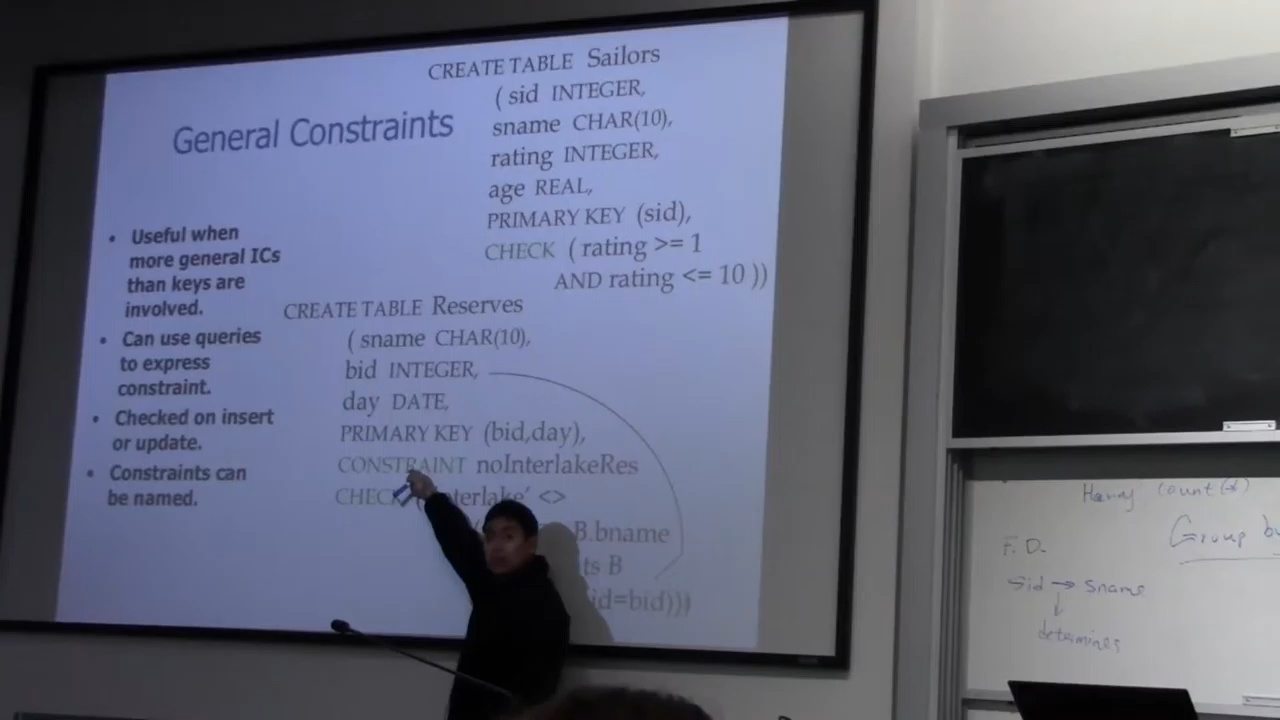 General Constraints
• Useful when
more general ICs
than keys are
involved.
• Can use queries
to express
constraint.
• Checked on insert
or update.
• Constraints can
be named.
CREATE TABLE Sailors
( sid INTEGER,
sname CHAR(10),
rating INTEGER,
age REAL,
PRIMARY KEY (sid),
CHECK ( rating >= 1
AND rating <= 10 ))
CREATE TABLE Reserves
( sname CHAR(10),
bid INTEGER,
day DATE,
PRIMARY KEY (bid,day),
CONSTRAINT noInterlakeRes
CHECK <>
B.bname
B
Having Count(*)
Group by
F.D.
Sid → Sname
↓
determines